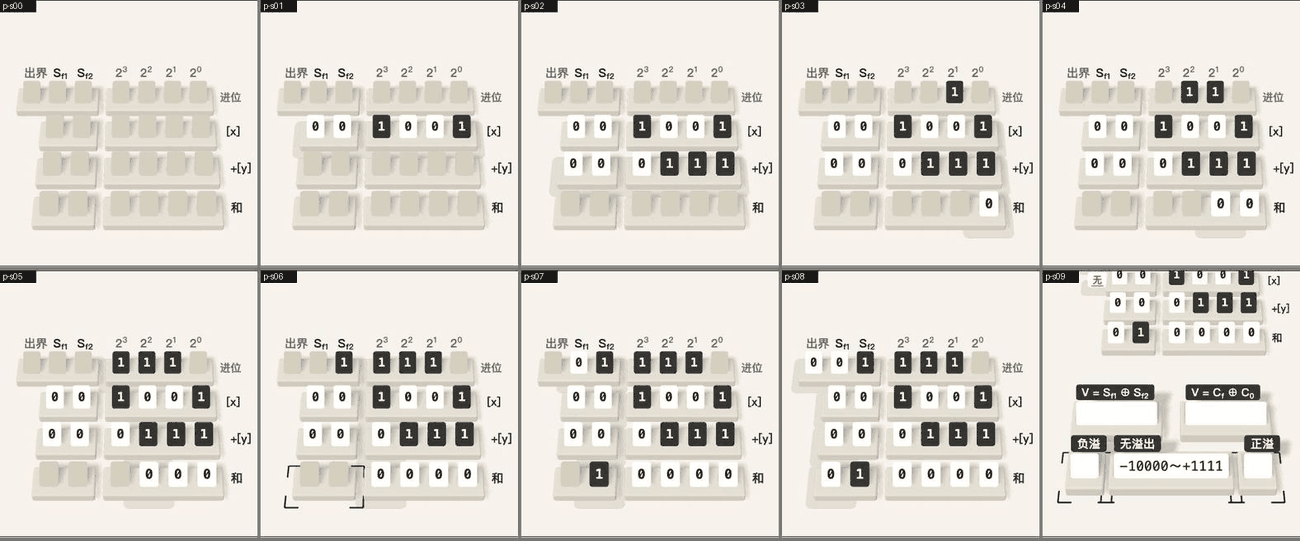 p-s00
出界 Sf1 Sf2 2³ 2² 2¹ 2⁰
进位
[x]
+[y]
和
p-s01
出界 Sf1 Sf2 2³ 2² 2¹ 2⁰
进位
0 0 1 0 0 1 [x]
+[y]
和
p-s02
出界 Sf1 Sf2 2³ 2² 2¹ 2⁰
进位
0 0 1 0 0 1 [x]
0 0 0 1 1 1 +[y]
和
p-s03
出界 Sf1 Sf2 2³ 2² 2¹ 2⁰
1 进位
0 0 1 0 0 1 [x]
0 0 0 1 1 1 +[y]
0 和
p-s04
出界 Sf1 Sf2 2³ 2² 2¹ 2⁰
1 1 进位
0 0 1 0 0 1 [x]
0 0 0 1 1 1 +[y]
0 0 和
p-s05
出界 Sf1 Sf2 2³ 2² 2¹ 2⁰
1 1 1 进位
0 0 1 0 0 1 [x]
0 0 0 1 1 1 +[y]
0 0 0 和
p-s06
出界 Sf1 Sf2 2³ 2² 2¹ 2⁰
1 1 1 1 进位
0 0 1 0 0 1 [x]
0 0 0 1 1 1 +[y]
0 0 0 0 和
p-s07
出界 Sf1 Sf2 2³ 2² 2¹ 2⁰
0 1 1 1 1 进位
0 0 1 0 0 1 [x]
0 0 0 1 1 1 +[y]
1 0 0 0 0 和
p-s08
出界 Sf1 Sf2 2³ 2² 2¹ 2⁰
0 0 1 1 1 1 进位
0 0 1 0 0 1 [x]
0 0 0 1 1 1 +[y]
0 1 0 0 0 0 和
p-s09
无 0 0 1 0 0 1 [x]
0 0 0 1 1 1 +[y]
0 1 0 0 0 0 和
V = Sf1 ⊕ Sf2 V = Cf ⊕ C0
负溢 无溢出 正溢
-10000～+1111